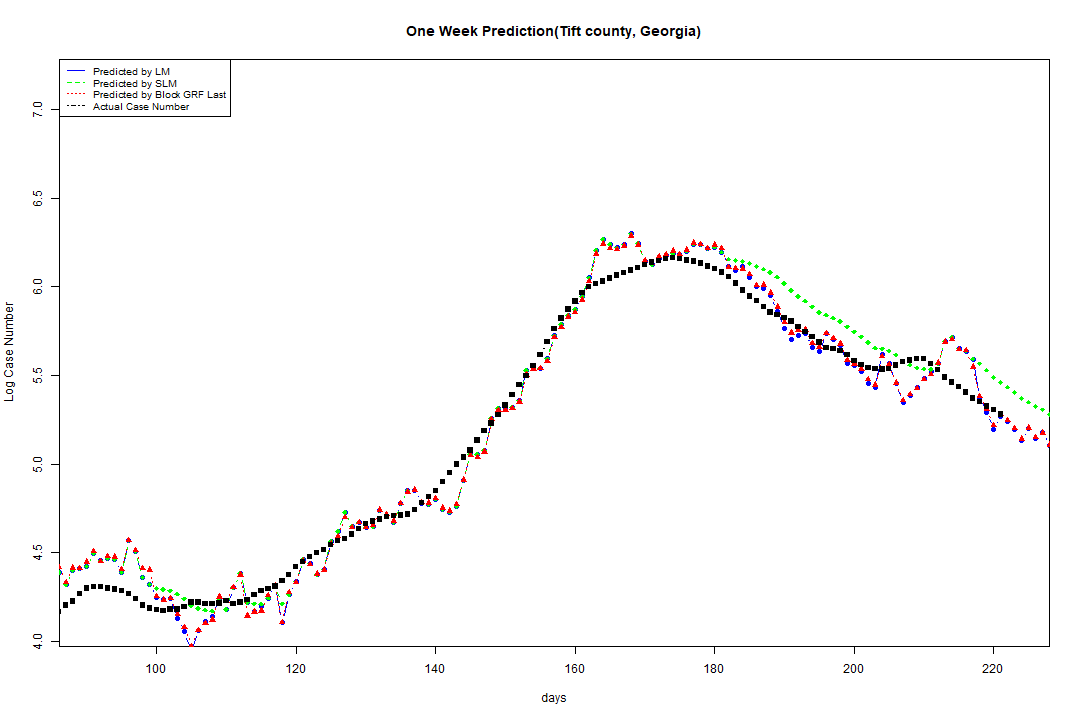 One Week Prediction(Tift county, Georgia)
Predicted by LM
Predicted by SLM
Predicted by Block GRF Last
Actual Case Number
7.0
6.5
6.0
5.5
5.0
4.5
4.0
Log Case Number
100 120 140 160 180 200 220
days